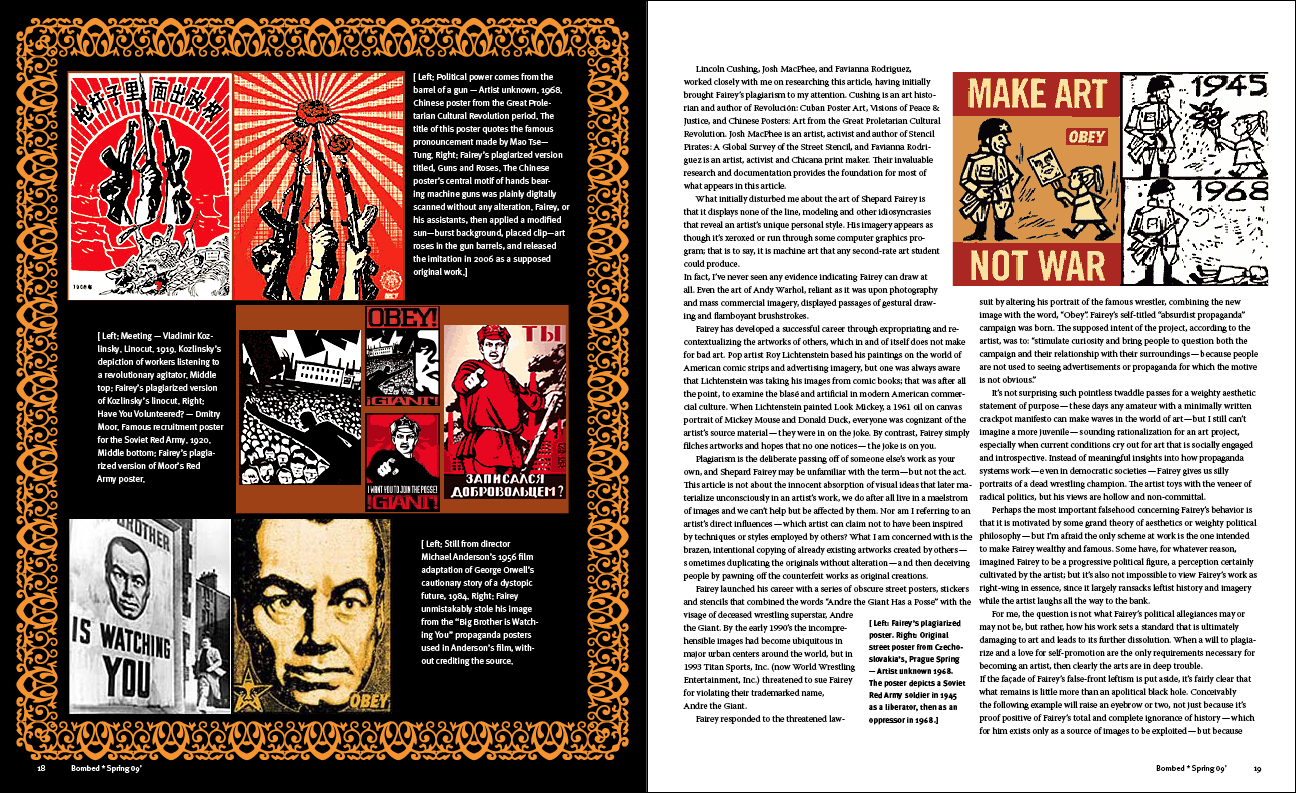 枪杆子里面出政权
1968年
OBEY
[ Left; Political power comes from the
barrel of a gun — Artist unknown, 1968,
Chinese poster from the Great Prole-
tarian Cultural Revolution period, The
title of this poster quotes the famous
pronouncement made by Mao Tse—
Tung, Right; Fairey's plagiarized version
titled, Guns and Roses, The Chinese
poster's central motif of hands bear-
ing machine guns was plainly digitally
scanned without any alteration, Fairey, or
his assistants, then applied a modified
sun—burst background, placed clip—art
roses in the gun barrels, and released
the imitation in 2006 as a supposed
original work,]
[ Left; Meeting — Vladimir Koz-
linsky, Linocut, 1919, Kozlinsky's
depiction of workers listening to
a revolutionary agitator, Middle
top; Fairey's plagiarized version
of Kozlinsky's linocut, Right;
Have You Volunteered? — Dmitry
Moor, Famous recruitment poster
for the Soviet Red Army, 1920,
Middle bottom; Fairey's plagia-
rized version of Moor's Red
Army poster,
OBEY!
¡GIANT!
I WANT YOU TO JOIN THE POSSE!
¡GIANT!
ТЫ
ЗАПИСАЛСЯ
ДОБРОВОЛЬЦЕМ?
BROTHER
IS WATCHING
YOU
OBEY
[ Left; Still from director
Michael Anderson's 1956 film
adaptation of George Orwell's
cautionary story of a dystopic
future, 1984, Right; Fairey
unmistakably stole his image
from the “Big Brother is Watch-
ing You” propaganda posters
used in Anderson's film, with-
out crediting the source,
18 Bombed * Spring 09'
Lincoln Cushing, Josh MacPhee, and Favianna Rodriguez,
worked closely with me on researching this article, having initially
brought Fairey's plagiarism to my attention. Cushing is an art histo-
rian and author of Revolución: Cuban Poster Art, Visions of Peace &
Justice, and Chinese Posters: Art from the Great Proletarian Cultural
Revolution. Josh MacPhee is an artist, activist and author of Stencil
Pirates: A Global Survey of the Street Stencil, and Favianna Rodri-
guez is an artist, activist and Chicana print maker. Their invaluable
research and documentation provides the foundation for most of
what appears in this article.
What initially disturbed me about the art of Shepard Fairey is
that it displays none of the line, modeling and other idiosyncrasies
that reveal an artist's unique personal style. His imagery appears as
though it's xeroxed or run through some computer graphics pro-
gram; that is to say, it is machine art that any second-rate art student
could produce.
In fact, I've never seen any evidence indicating Fairey can draw at
all. Even the art of Andy Warhol, reliant as it was upon photography
and mass commercial imagery, displayed passages of gestural draw-
ing and flamboyant brushstrokes.
Fairey has developed a successful career through expropriating and re-
contextualizing the artworks of others, which in and of itself does not make
for bad art. Pop artist Roy Lichtenstein based his paintings on the world of
American comic strips and advertising imagery, but one was always aware
that Lichtenstein was taking his images from comic books; that was after all
the point, to examine the blasé and artificial in modern American commer-
cial culture. When Lichtenstein painted Look Mickey, a 1961 oil on canvas
portrait of Mickey Mouse and Donald Duck, everyone was cognizant of the
artist's source material — they were in on the joke. By contrast, Fairey simply
filches artworks and hopes that no one notices — the joke is on you.
Plagiarism is the deliberate passing off of someone else's work as your
own, and Shepard Fairey may be unfamiliar with the term — but not the act.
This article is not about the innocent absorption of visual ideas that later ma-
terialize unconsciously in an artist's work, we do after all live in a maelstrom
of images and we can't help but be affected by them. Nor am I referring to an
artist's direct influences — which artist can claim not to have been inspired
by techniques or styles employed by others? What I am concerned with is the
brazen, intentional copying of already existing artworks created by others —
sometimes duplicating the originals without alteration — and then deceiving
people by pawning off the counterfeit works as original creations.
Fairey launched his career with a series of obscure street posters, stickers
and stencils that combined the words “Andre the Giant Has a Posse” with the
visage of deceased wrestling superstar, Andre
the Giant. By the early 1990's the incompre-
hensible images had become ubiquitous in
major urban centers around the world, but in
1993 Titan Sports, Inc. (now World Wrestling
Entertainment, Inc.) threatened to sue Fairey
for violating their trademarked name,
Andre the Giant.
Fairey responded to the threatened law-
[ Left: Fairey's plagiarized
poster. Right: Original
street poster from Czecho-
slovakia's, Prague Spring
— Artist unknown 1968.
The poster depicts a Soviet
Red Army soldier in 1945
as a liberator, then as an
oppressor in 1968.]
MAKE ART
OBEY
NOT WAR
1945
1968
suit by altering his portrait of the famous wrestler, combining the new
image with the word, “Obey”. Fairey's self-titled “absurdist propaganda”
campaign was born. The supposed intent of the project, according to the
artist, was to: “stimulate curiosity and bring people to question both the
campaign and their relationship with their surroundings — because people
are not used to seeing advertisements or propaganda for which the motive
is not obvious.”
It's not surprising such pointless twaddle passes for a weighty aesthetic
statement of purpose — these days any amateur with a minimally written
crackpot manifesto can make waves in the world of art — but I still can't
imagine a more juvenile — sounding rationalization for an art project,
especially when current conditions cry out for art that is socially engaged
and introspective. Instead of meaningful insights into how propaganda
systems work — even in democratic societies — Fairey gives us silly
portraits of a dead wrestling champion. The artist toys with the veneer of
radical politics, but his views are hollow and non-committal.
Perhaps the most important falsehood concerning Fairey's behavior is
that it is motivated by some grand theory of aesthetics or weighty political
philosophy — but I'm afraid the only scheme at work is the one intended
to make Fairey wealthy and famous. Some have, for whatever reason,
imagined Fairey to be a progressive political figure, a perception certainly
cultivated by the artist; but it's also not impossible to view Fairey's work as
right-wing in essence, since it largely ransacks leftist history and imagery
while the artist laughs all the way to the bank.
For me, the question is not what Fairey's political allegiances may or
may not be, but rather, how his work sets a standard that is ultimately
damaging to art and leads to its further dissolution. When a will to plagia-
rize and a love for self-promotion are the only requirements necessary for
becoming an artist, then clearly the arts are in deep trouble.
If the façade of Fairey's false-front leftism is put aside, it's fairly clear that
what remains is little more than an apolitical black hole. Conceivably
the following example will raise an eyebrow or two, not just because it's
proof positive of Fairey's total and complete ignorance of history — which
for him exists only as a source of images to be exploited — but because
Bombed * Spring 09' 19